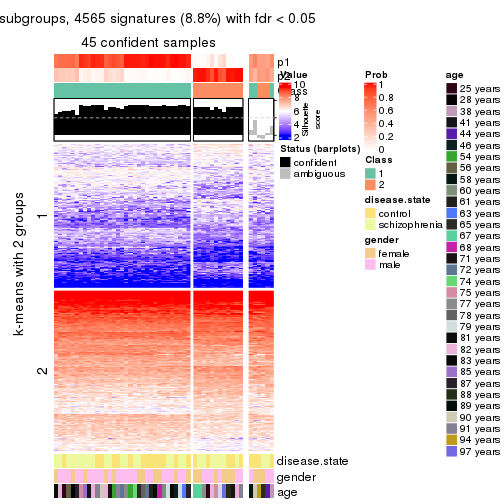 subgroups, 4565 signatures (8.8%) with fdr < 0.05
45 confident samples
p1
p2
Class
Silhouette
score
k-means with 2 groups
1
2
disease.state
gender
age
Value
10
8
6
4
2
Status (barplots)
confident
ambiguous
Prob
1
0.8
0.6
0.4
0.2
0
Class
1
2
disease.state
control
schizophrenia
gender
female
male
age
25 years
28 years
38 years
41 years
44 years
46 years
54 years
56 years
58 years
60 years
61 years
63 years
65 years
67 years
68 years
71 years
72 years
74 years
75 years
77 years
78 years
79 years
81 years
82 years
83 years
85 years
87 years
88 years
89 years
90 years
91 years
94 years
97 years